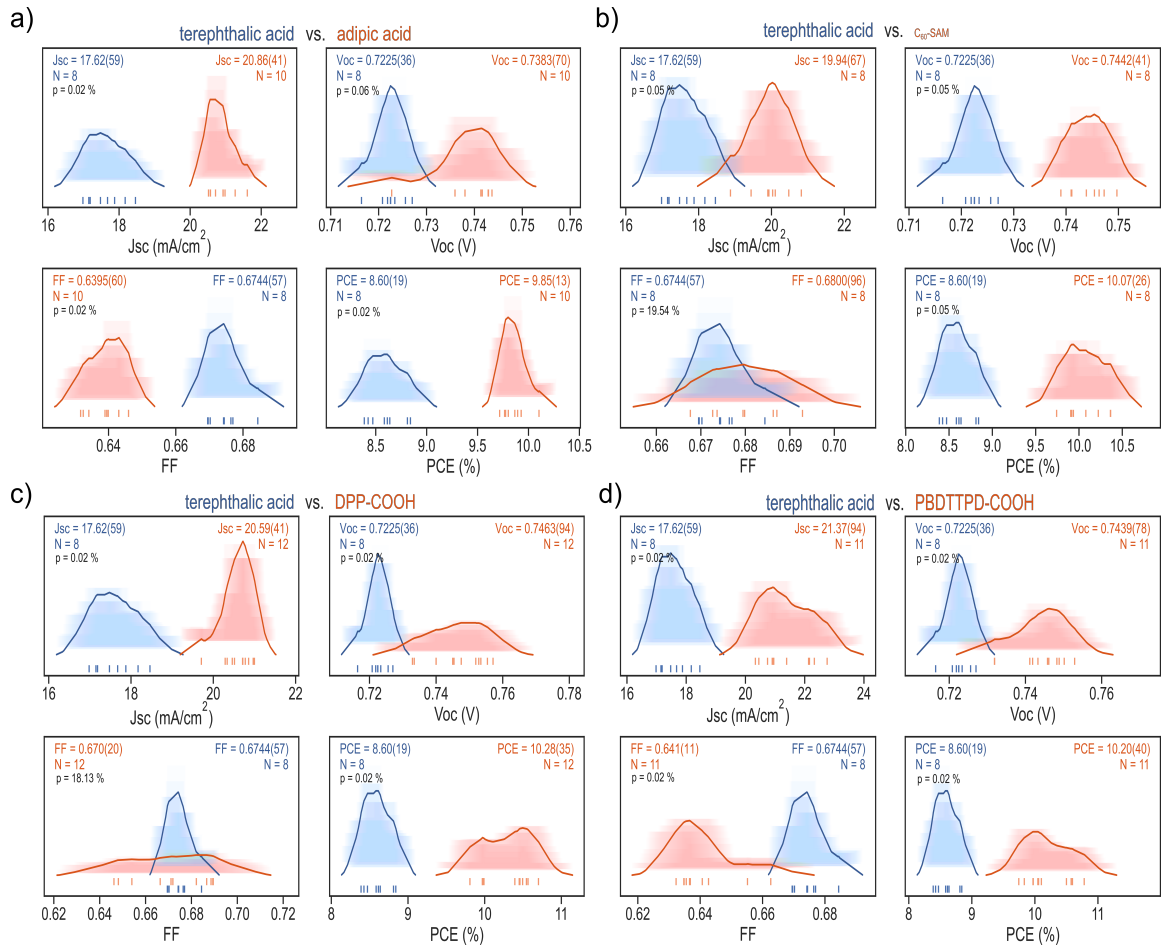 a)
terephthalic acid vs. adipic acid
Jsc = 17.62(59)
N = 8
p = 0.02 %
Jsc = 20.86(41)
N = 10
16 18 20 22
Jsc (mA/cm²)
Voc = 0.7225(36)
N = 8
p = 0.06 %
Voc = 0.7383(70)
N = 10
0.71 0.72 0.73 0.74 0.75 0.76
Voc (V)
FF = 0.6395(60)
N = 10
p = 0.02 %
FF = 0.6744(57)
N = 8
0.64 0.66 0.68
FF
PCE = 8.60(19)
N = 8
p = 0.02 %
PCE = 9.85(13)
N = 10
8.5 9.0 9.5 10.0 10.5
PCE (%)
b)
terephthalic acid vs. C₆₀-SAM
Jsc = 17.62(59)
N = 8
p = 0.05 %
Jsc = 19.94(67)
N = 8
16 18 20 22
Jsc (mA/cm²)
Voc = 0.7225(36)
N = 8
p = 0.05 %
Voc = 0.7442(41)
N = 8
0.71 0.72 0.73 0.74 0.75
Voc (V)
FF = 0.6744(57)
N = 8
p = 19.54 %
FF = 0.6800(96)
N = 8
0.66 0.67 0.68 0.69 0.70
FF
PCE = 8.60(19)
N = 8
p = 0.05 %
PCE = 10.07(26)
N = 8
8.0 8.5 9.0 9.5 10.0 10.5
PCE (%)
c)
terephthalic acid vs. DPP-COOH
Jsc = 17.62(59)
N = 8
p = 0.02 %
Jsc = 20.59(41)
N = 12
16 18 20 22
Jsc (mA/cm²)
Voc = 0.7225(36)
N = 8
p = 0.02 %
Voc = 0.7463(94)
N = 12
0.72 0.74 0.76 0.78
Voc (V)
FF = 0.670(20)
N = 12
p = 18.13 %
FF = 0.6744(57)
N = 8
0.62 0.64 0.66 0.68 0.70 0.72
FF
PCE = 8.60(19)
N = 8
p = 0.02 %
PCE = 10.28(35)
N = 12
8 9 10 11
PCE (%)
d)
terephthalic acid vs. PBDTTPD-COOH
Jsc = 17.62(59)
N = 8
p = 0.02 %
Jsc = 21.37(94)
N = 11
16 18 20 22 24
Jsc (mA/cm²)
Voc = 0.7225(36)
N = 8
p = 0.02 %
Voc = 0.7439(78)
N = 11
0.72 0.74 0.76
Voc (V)
FF = 0.641(11)
N = 11
p = 0.02 %
FF = 0.6744(57)
N = 8
0.62 0.64 0.66 0.68
FF
PCE = 8.60(19)
N = 8
p = 0.02 %
PCE = 10.20(40)
N = 11
8 9 10 11
PCE (%)